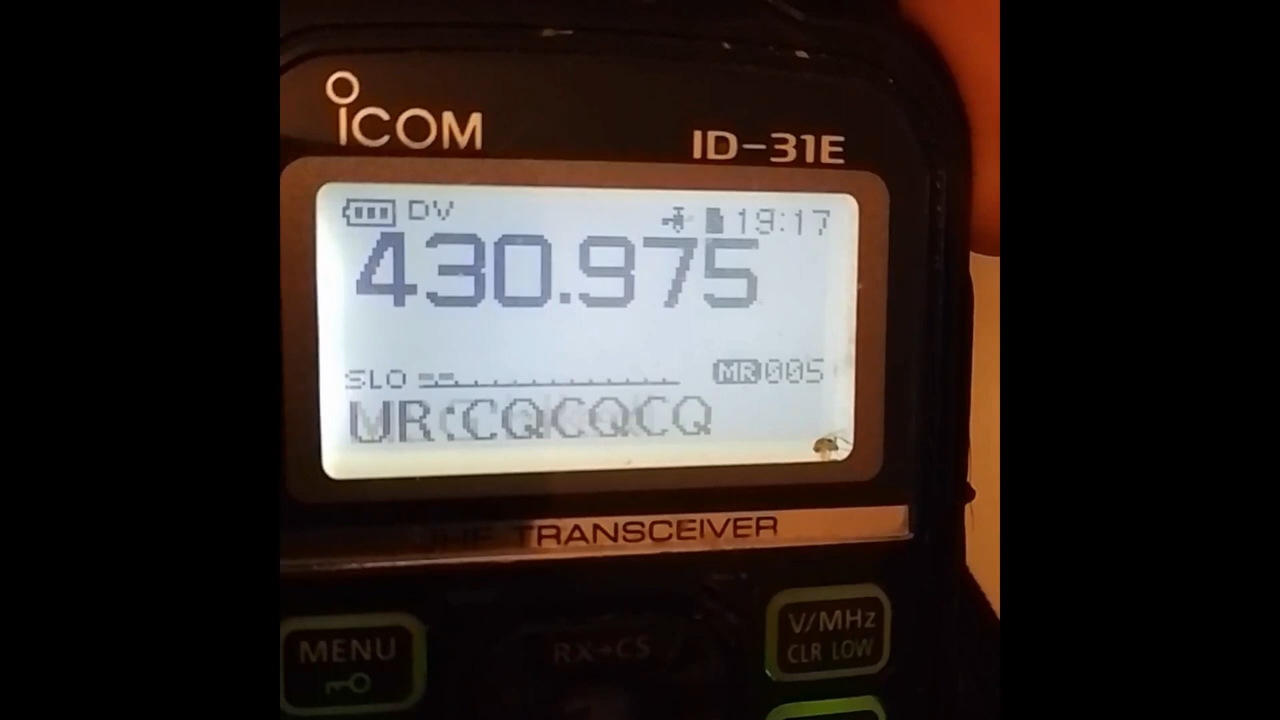 iCOM
ID-31E
DV 19:17
430.975
SLO MR 005
UR:CQCQCQ
TRANSCEIVER
V/MHz
CLR LOW
MENU
RX→CS